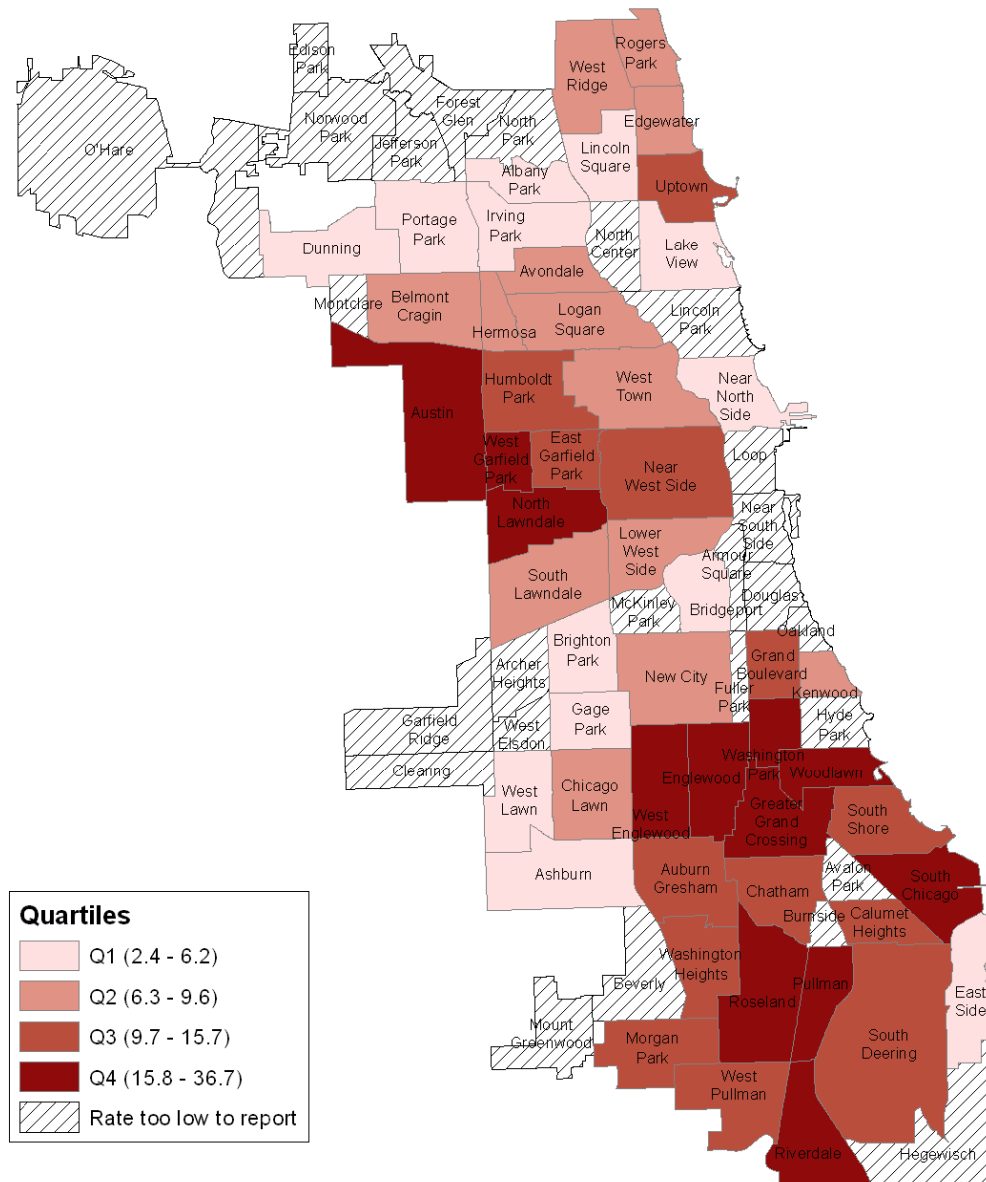 Rogers
Park
Edison
Park
West
Ridge
Forest
Glen
Norwood
Park
North
Park
Edgewater
Jefferson
Park
Lincoln
Square
O'Hare
Albany
Park
Uptown
Portage
Park
Irving
Park
North
Center
Lake
View
Dunning
Avondale
Montclare
Belmont
Cragin
Logan
Square
Lincoln
Park
Hermosa
Humboldt
Park
West
Town
Near
North
Side
Austin
West
Garfield
Park
East
Garfield
Park
Loop
Near
West Side
North
Lawndale
Near
South
Side
Lower
West
Side
Armour
Square
South
Lawndale
McKinley
Park
Bridgeport
Douglas
Oakland
Brighton
Park
Archer
Heights
Grand
Boulevard
New City
Fuller
Park
Kenwood
Gage
Park
Hyde
Park
Garfield
Ridge
West
Elsdon
Clearing
Washington
Park
Woodlawn
Englewood
West
Lawn
Chicago
Lawn
West
Englewood
Greater
Grand
Crossing
South
Shore
Ashburn
Auburn
Gresham
Chatham
Avalon
Park
South
Chicago
Burnside
Calumet
Heights
Washington
Heights
Beverly
Pullman
Roseland
East
Side
Mount
Greenwood
Morgan
Park
South
Deering
West
Pullman
Riverdale
Hegewisch
Quartiles
Q1 (2.4 - 6.2)
Q2 (6.3 - 9.6)
Q3 (9.7 - 15.7)
Q4 (15.8 - 36.7)
Rate too low to report